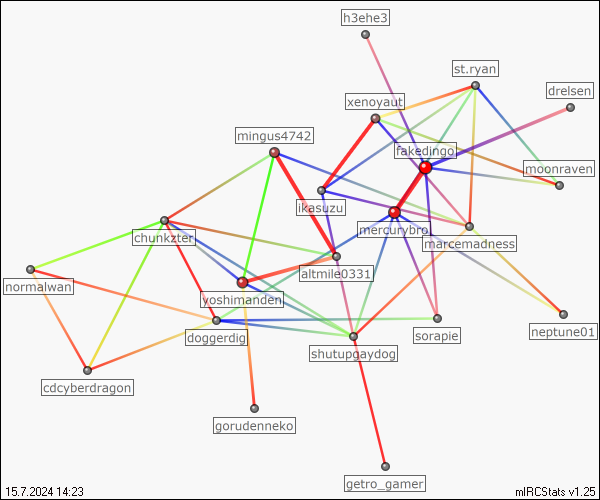 h3ehe3
st.ryan
drelsen
xenoyaut
mingus4742
fakedingo
moonraven
ikasuzu
mercurybro
chunkzter
marcemadness
altmile0331
normalwan
yoshimanden
doggerdig
sorapie
neptune01
shutupgaydog
cdcyberdragon
gorudenneko
getro_gamer
15.7.2024 14:23
mIRCStats v1.25